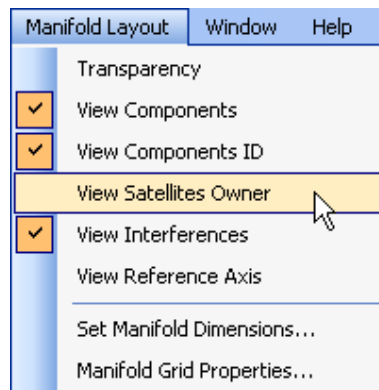 Manifold Layout Window Help
Transparency
View Components
View Components ID
View Satellites Owner
View Interferences
View Reference Axis
Set Manifold Dimensions...
Manifold Grid Properties...